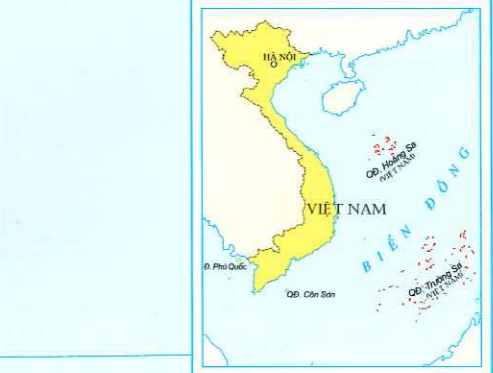 HÀ NỘI
QĐ. Hoàng Sa
(VIỆT NAM)
BIỂN ĐÔNG
VIỆT NAM
Đ. Phú Quốc
QĐ. Côn Sơn
QĐ. Trường Sa
(VIỆT NAM)